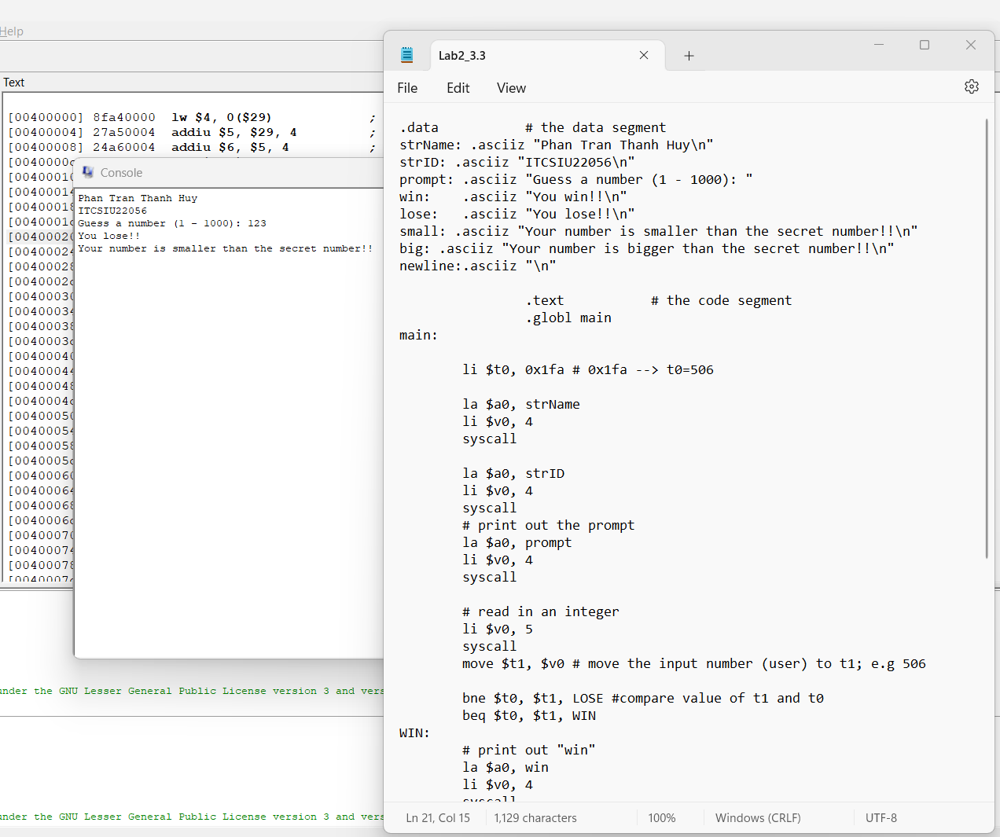 Help
Text
[00400000] 8fa40000 lw $4, 0($29) ;
[00400004] 27a50004 addiu $5, $29, 4 ;
[00400008] 24a60004 addiu $6, $5, 4 ;
[0040000c
[00400010
[00400014
[00400018
[0040001c
[00400020
[00400024
[00400028
[0040002c
[00400030
[00400034
[00400038
[0040003c
[00400040
[00400044
[00400048
[0040004c
[00400050
[00400054
[00400058
[0040005c
[00400060
[00400064
[00400068
[0040006c
[00400070
[00400074
[00400078
[0040007c
Console
Phan Tran Thanh Huy
ITCSIU22056
Guess a number (1 - 1000): 123
You lose!!
Your number is smaller than the secret number!!
under the GNU Lesser General Public License version 3 and vers
under the GNU Lesser General Public License version 3 and vers
Lab2_3.3
File Edit View
.data # the data segment
strName: .asciiz "Phan Tran Thanh Huy\n"
strID: .asciiz "ITCSIU22056\n"
prompt: .asciiz "Guess a number (1 - 1000): "
win: .asciiz "You win!!\n"
lose: .asciiz "You lose!!\n"
small: .asciiz "Your number is smaller than the secret number!!\n"
big: .asciiz "Your number is bigger than the secret number!!\n"
newline:.asciiz "\n"
.text # the code segment
.globl main
main:
li $t0, 0x1fa # 0x1fa --> t0=506
la $a0, strName
li $v0, 4
syscall
la $a0, strID
li $v0, 4
syscall
# print out the prompt
la $a0, prompt
li $v0, 4
syscall
# read in an integer
li $v0, 5
syscall
move $t1, $v0 # move the input number (user) to t1; e.g 506
bne $t0, $t1, LOSE #compare value of t1 and t0
beq $t0, $t1, WIN
WIN:
# print out "win"
la $a0, win
li $v0, 4
syscall
Ln 21, Col 15 1,129 characters 100% Windows (CRLF) UTF-8